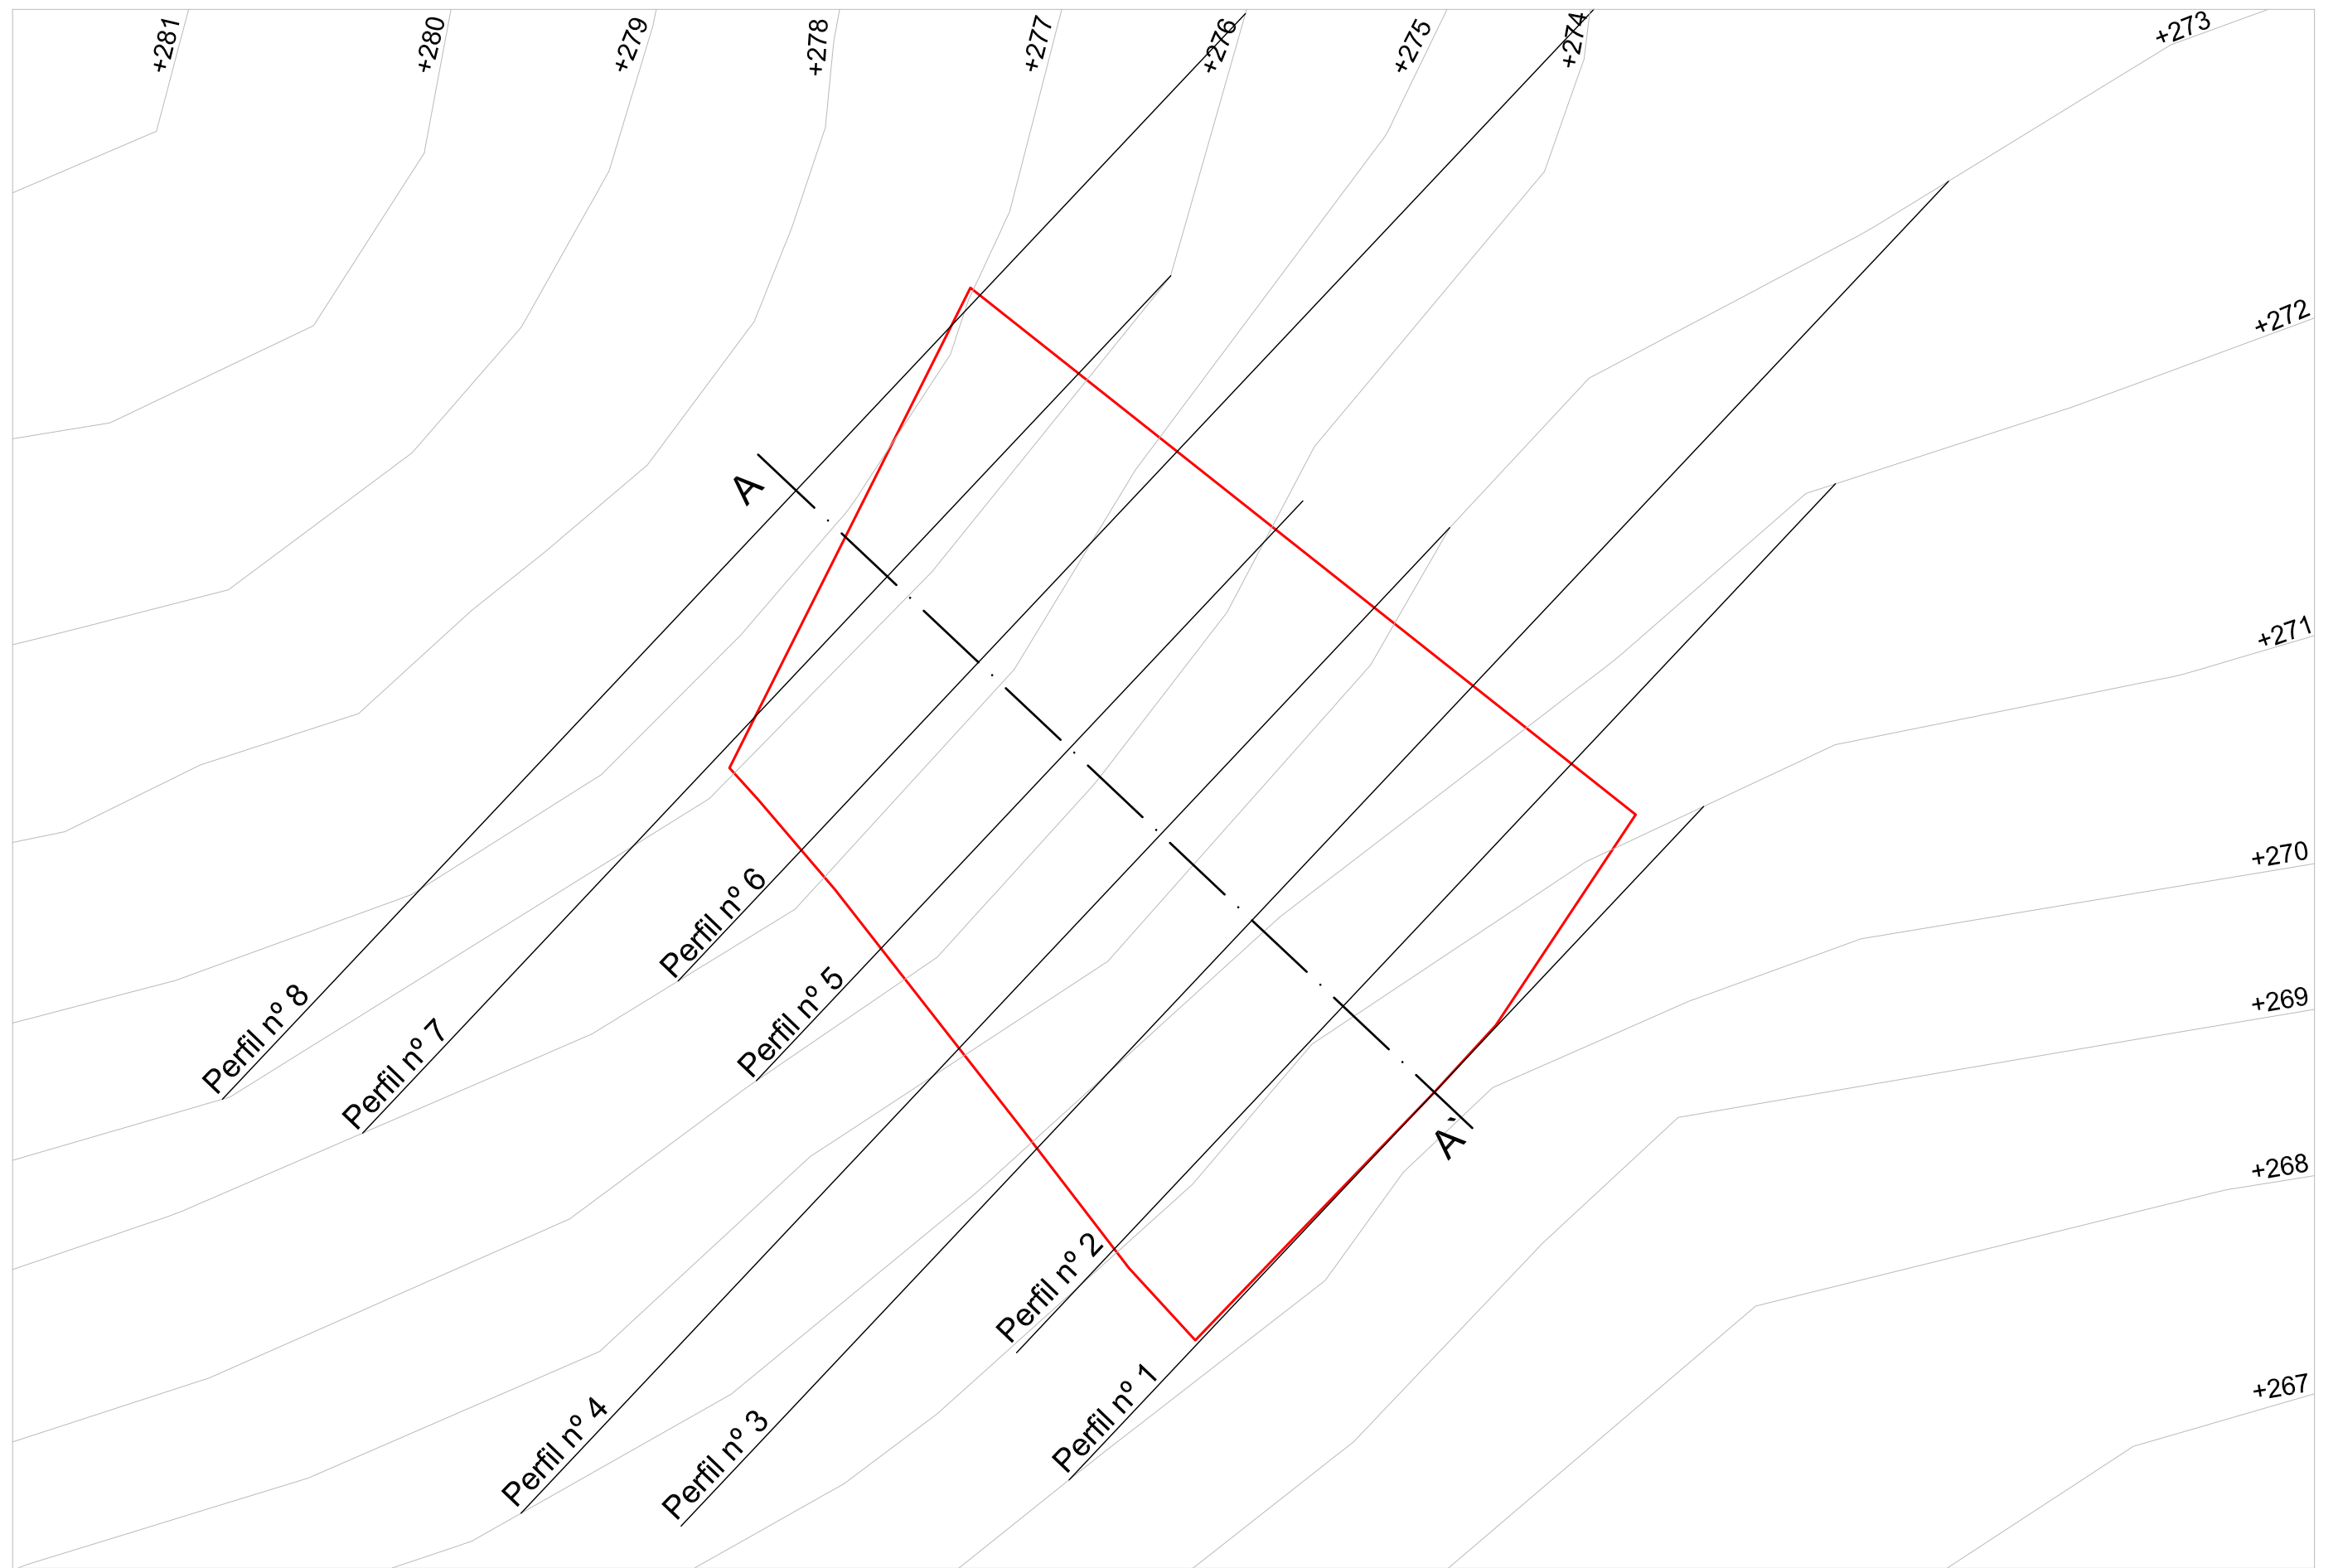 +281
+280
+279
+278
+277
+276
+275
+274
+273
+272
+271
+270
+269
+268
+267
A
A´
Perfil nº 8
Perfil nº 7
Perfil nº 6
Perfil nº 5
Perfil nº 4
Perfil nº 3
Perfil nº 2
Perfil nº 1